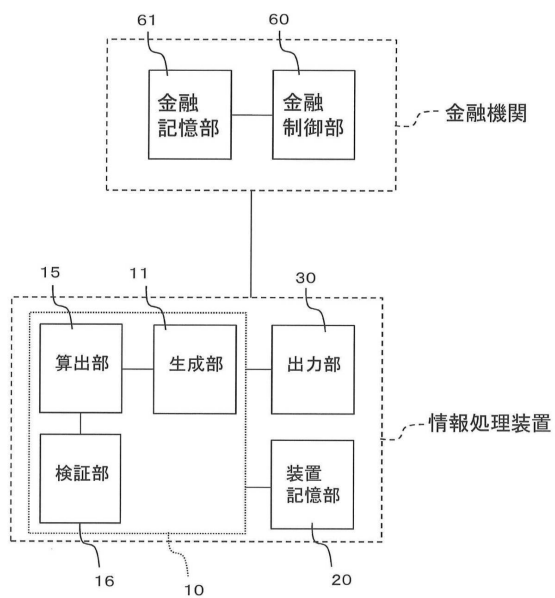 61
60
金融
記憶部
金融
制御部
金融機関
15
11
30
算出部
生成部
出力部
情報処理装置
検証部
装置
記憶部
16
10
20